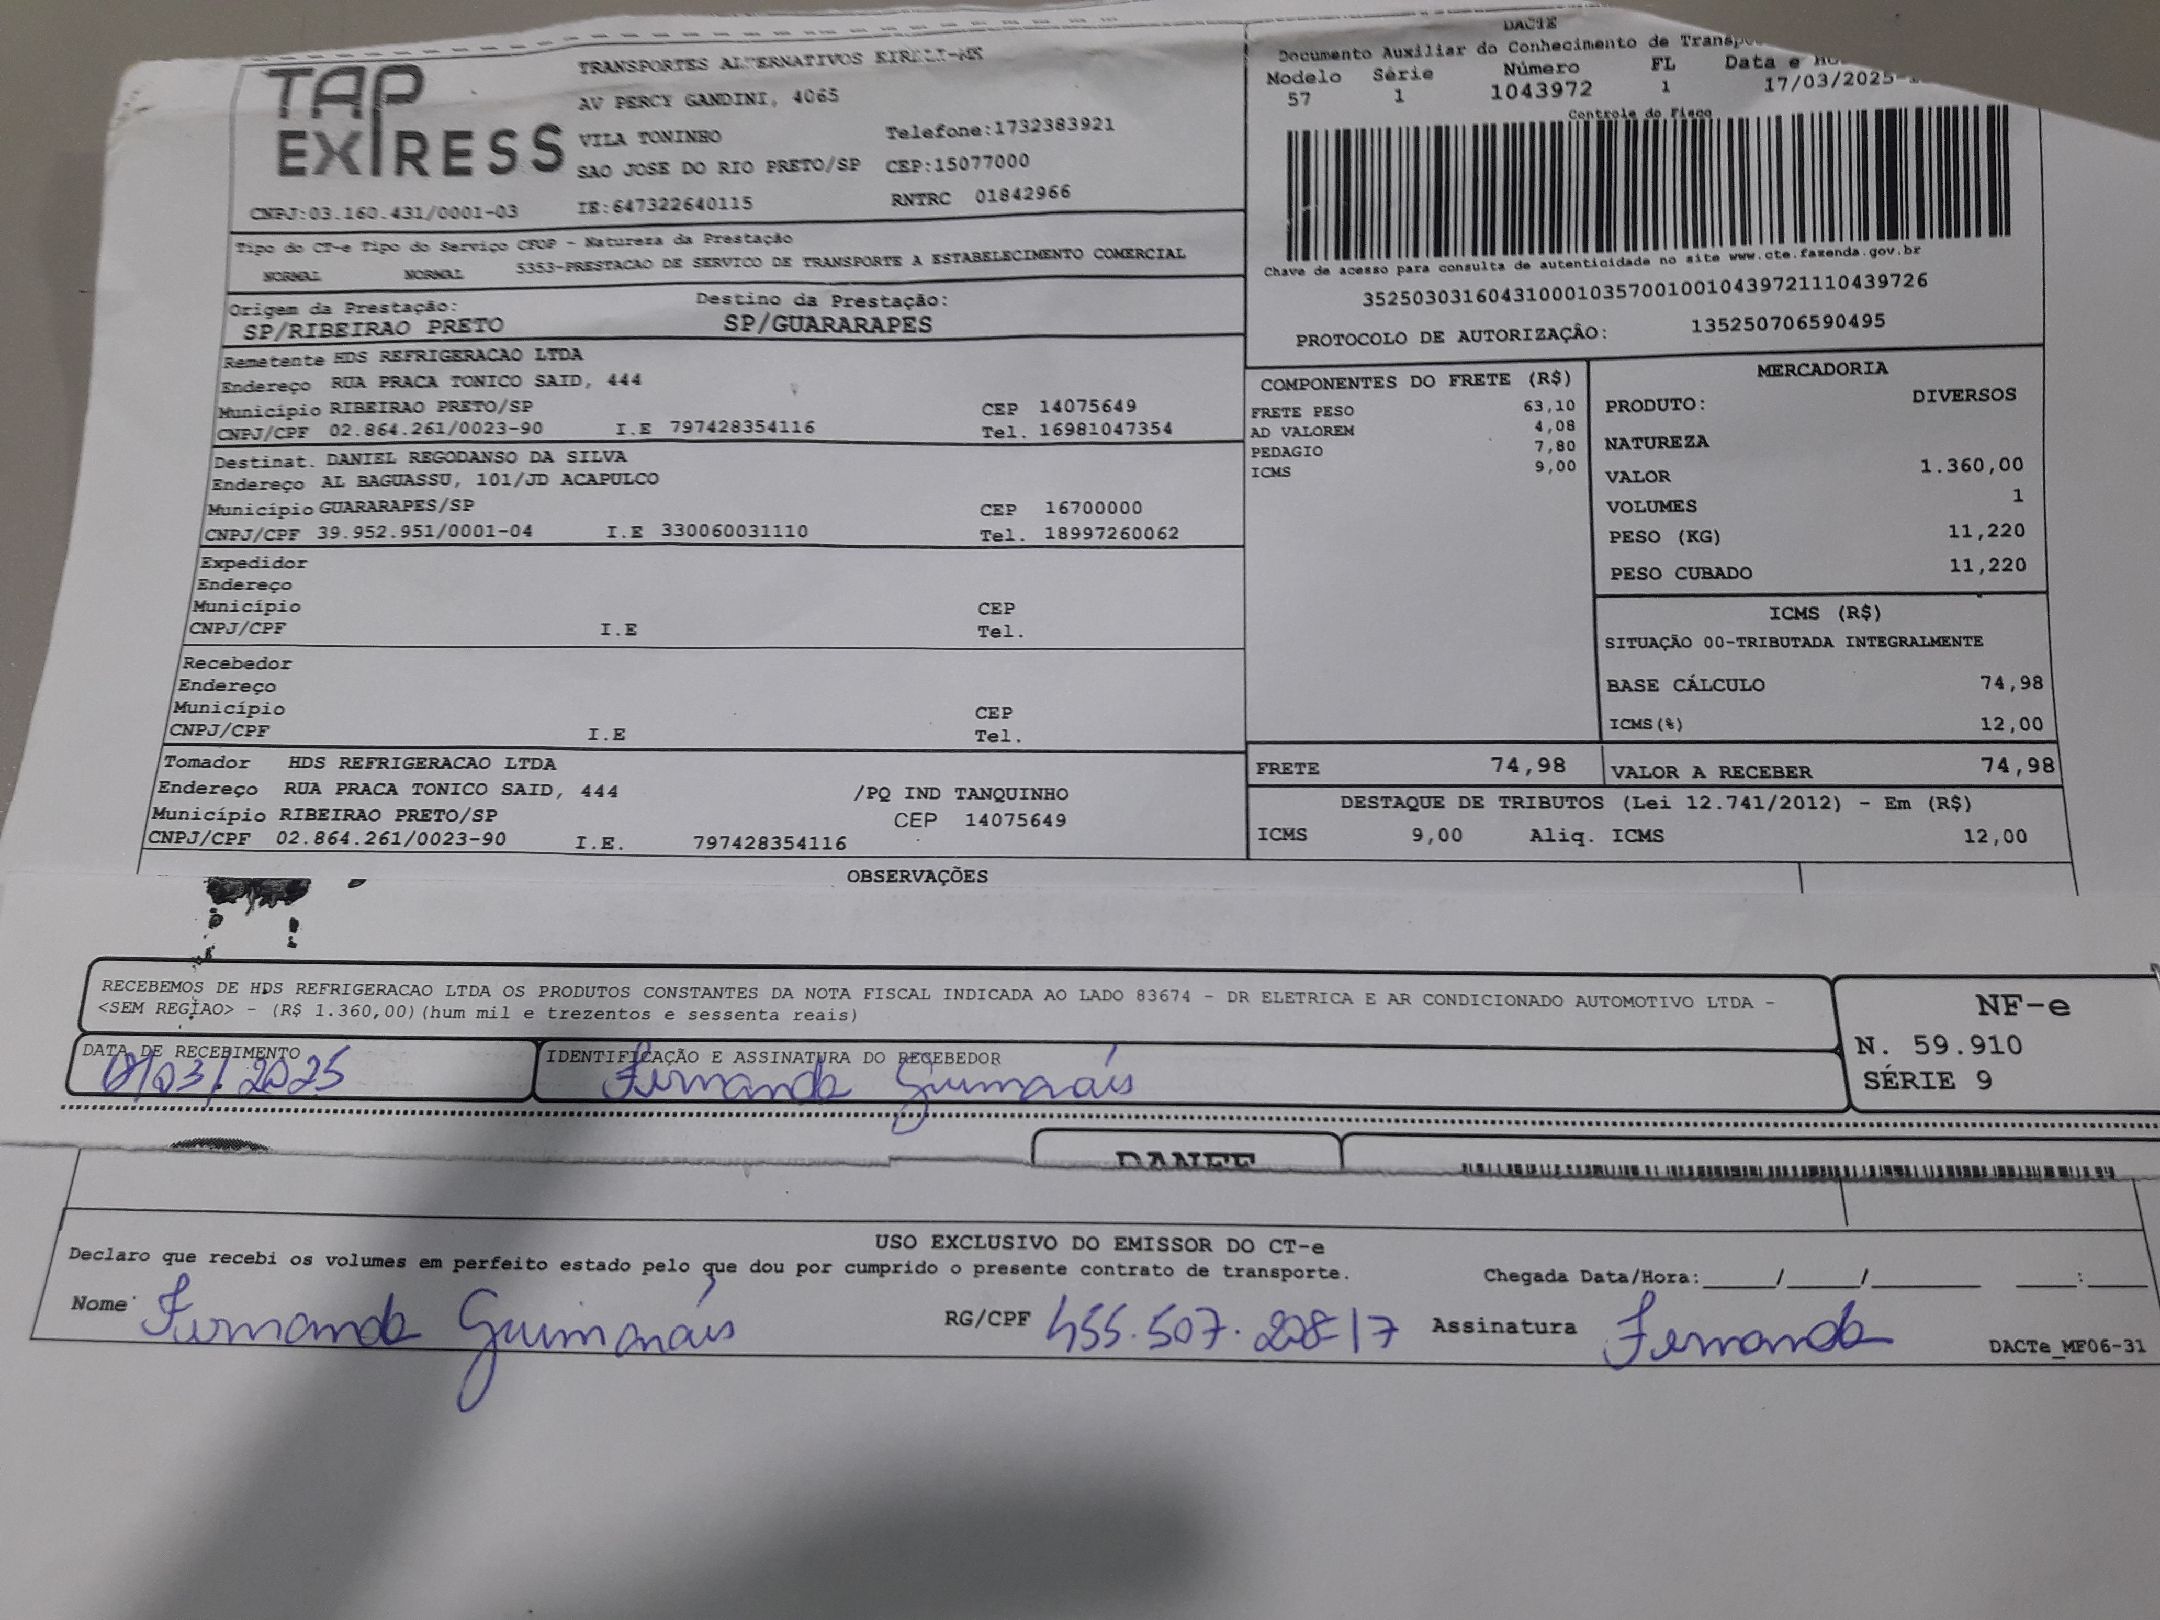 DACTE
Documento Auxiliar do Conhecimento de
Modelo Série Número FL Data e
57 1 1043972 1 17/03/2025
Controle do Fisco
TAP EXPRESS
TRANSPORTES ALTERNATIVOS EIRELI-ME
AV PERCY GANDINI, 4065
VILA TONINHO Telefone:1732383921
SAO JOSE DO RIO PRETO/SP CEP:15077000
CNPJ:03.160.431/0001-03 IE:647322640115 RNTRC 01842966
Tipo do CT-e Tipo do Serviço CFOP - Natureza da Prestação
NORMAL NORMAL 5353-PRESTACAO DE SERVICO DE TRANSPORTE A ESTABELECIMENTO COMERCIAL
Chave de acesso para consulta de autenticidade no site www.cte.fazenda.gov.br
35250303160431000103570010010439721110439726
PROTOCOLO DE AUTORIZAÇÂO: 135250706590495
Origem da Prestação: Destino da Prestação:
SP/RIBEIRAO PRETO SP/GUARARAPES
Remetente HDS REFRIGERACAO LTDA
Endereço RUA PRACA TONICO SAID, 444
Município RIBEIRAO PRETO/SP CEP 14075649
CNPJ/CPF 02.864.261/0023-90 I.E 797428354116 Tel. 16981047354
Destinat. DANIEL REGODANSO DA SILVA
Endereço AL BAGUASSU, 101/JD ACAPULCO
Município GUARARAPES/SP CEP 16700000
CNPJ/CPF 39.952.951/0001-04 I.E 330060031110 Tel. 18997260062
Expedidor
Endereço
Município CEP
CNPJ/CPF I.E Tel.
Recebedor
Endereço
Município CEP
CNPJ/CPF I.E Tel.
Tomador HDS REFRIGERACAO LTDA
Endereço RUA PRACA TONICO SAID, 444 /PQ IND TANQUINHO
Município RIBEIRAO PRETO/SP CEP 14075649
CNPJ/CPF 02.864.261/0023-90 I.E. 797428354116
COMPONENTES DO FRETE (R$)
FRETE PESO 63,10
AD VALOREM 4,08
PEDAGIO 7,80
ICMS 9,00
MERCADORIA
PRODUTO: DIVERSOS
NATUREZA
VALOR 1.360,00
VOLUMES 1
PESO (KG) 11,220
PESO CUBADO 11,220
ICMS (R$)
SITUAÇÃO 00-TRIBUTADA INTEGRALMENTE
BASE CÁLCULO 74,98
ICMS(%) 12,00
FRETE 74,98 VALOR A RECEBER 74,98
DESTAQUE DE TRIBUTOS (Lei 12.741/2012) - Em (R$)
ICMS 9,00 Aliq. ICMS 12,00
OBSERVAÇÕES
RECEBEMOS DE HDS REFRIGERACAO LTDA OS PRODUTOS CONSTANTES DA NOTA FISCAL INDICADA AO LADO 83674 - DR ELETRICA E AR CONDICIONADO AUTOMOTIVO LTDA -
<SEM REGIAO> - (R$ 1.360,00)(hum mil e trezentos e sessenta reais)
NF-e
N. 59.910
SÉRIE 9
DATA DE RECEBIMENTO IDENTIFICAÇÃO E ASSINATURA DO RECEBEDOR
/03/2025 Fernanda Guimarães
DANFE
USO EXCLUSIVO DO EMISSOR DO CT-e
Declaro que recebi os volumes em perfeito estado pelo que dou por cumprido o presente contrato de transporte. Chegada Data/Hora:____/____/______ ___:___
Nome Fernanda Guimarães RG/CPF 455.507. Assinatura Fernanda
DACTe_MF06-31